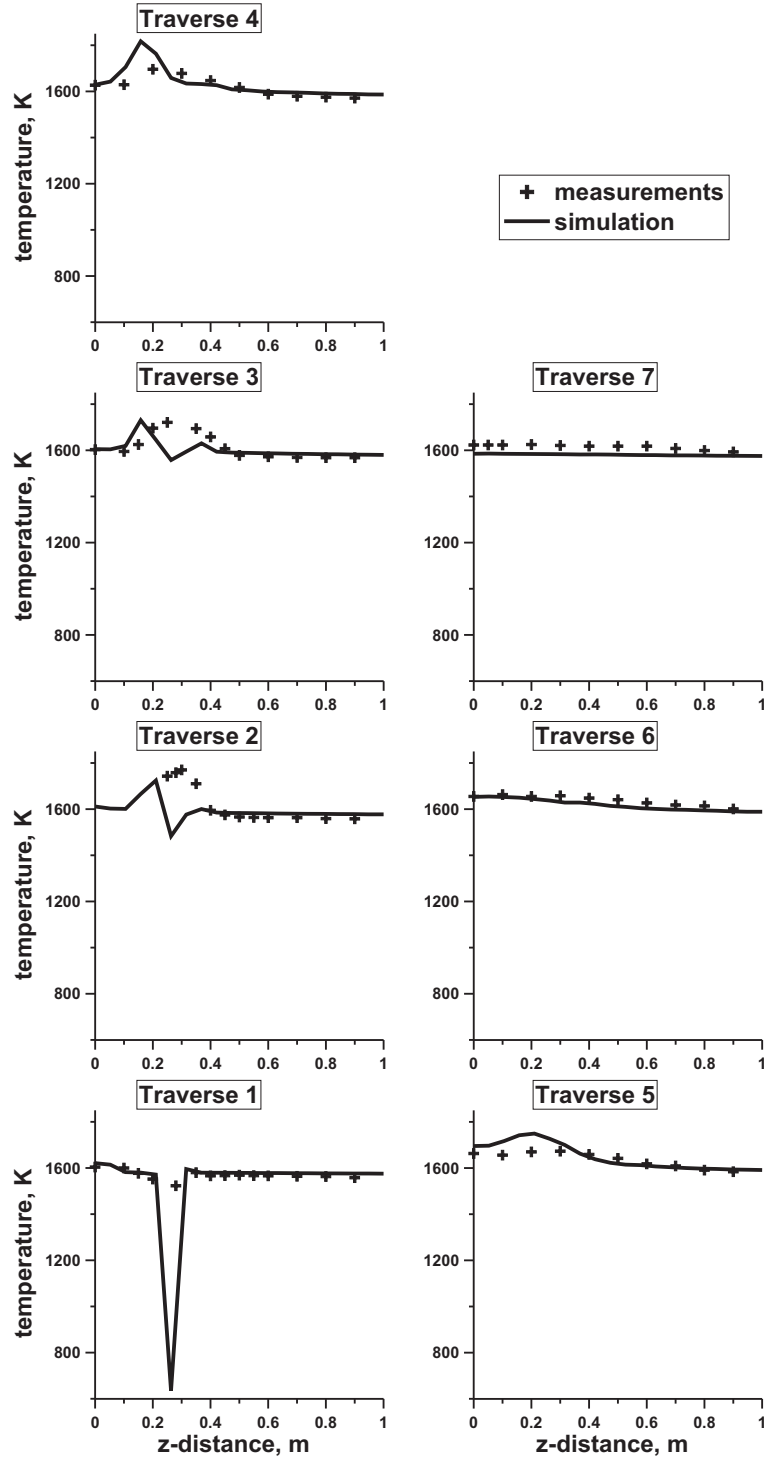 Traverse 4
temperature, K
1600
1200
800
0 0.2 0.4 0.6 0.8 1
measurements
simulation
Traverse 3
temperature, K
1600
1200
800
0 0.2 0.4 0.6 0.8 1
Traverse 7
1600
1200
800
0 0.2 0.4 0.6 0.8 1
Traverse 2
temperature, K
1600
1200
800
0 0.2 0.4 0.6 0.8 1
Traverse 6
1600
1200
800
0 0.2 0.4 0.6 0.8 1
Traverse 1
temperature, K
1600
1200
800
0 0.2 0.4 0.6 0.8 1
z-distance, m
Traverse 5
1600
1200
800
0 0.2 0.4 0.6 0.8 1
z-distance, m